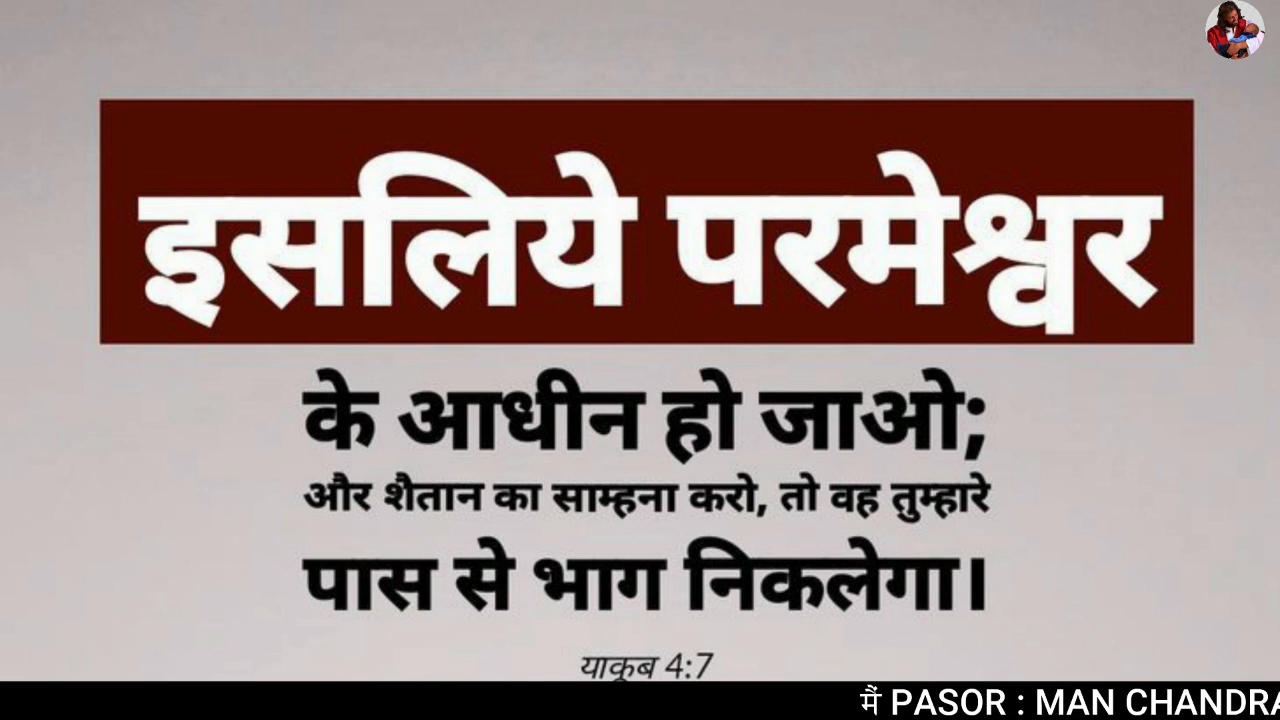 इसलिये परमेश्वर
के आधीन हो जाओ;
और शैतान का साम्हना करो, तो वह तुम्हारे
पास से भाग निकलेगा।
याकूब 4:7
मैं PASOR : MAN CHANDRA